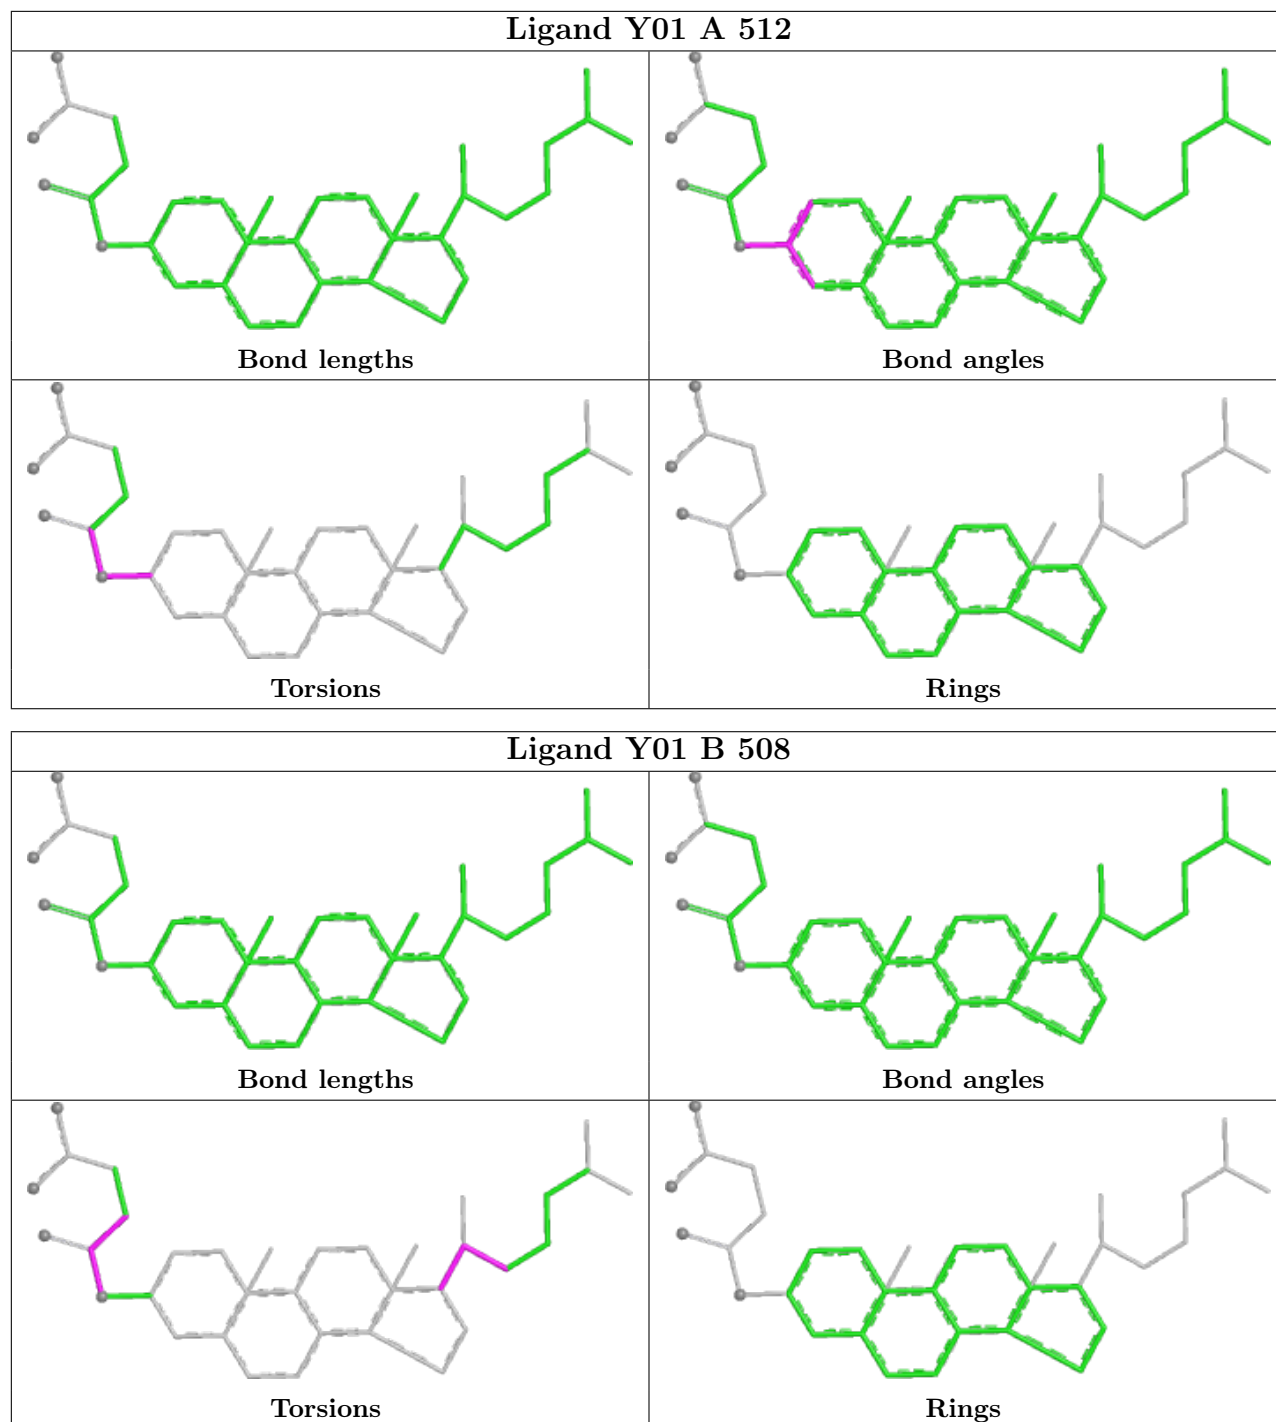 Ligand Y01 A 512
Bond lengths
Bond angles
Torsions
Rings
Ligand Y01 B 508
Bond lengths
Bond angles
Torsions
Rings